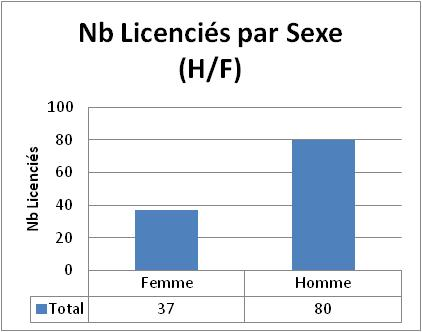 Nb Licenciés par Sexe
(H/F)
Nb Licenciés
100
80
60
40
20
0
Femme Homme
Total 37 80